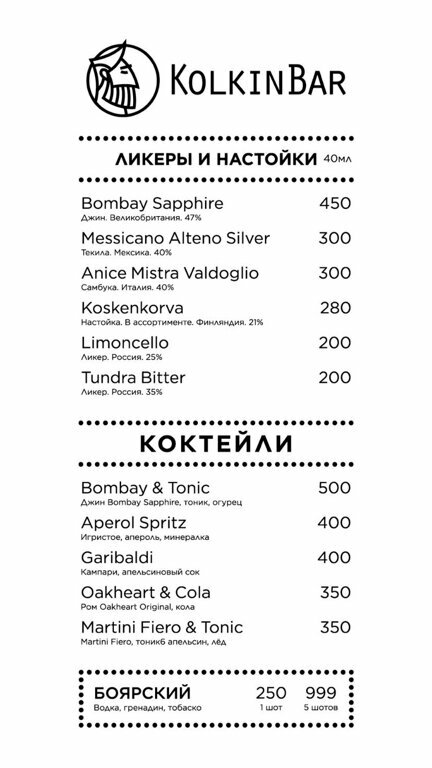 KOLKINBAR
ЛИКЕРЫ И НАСТОЙКИ 40мл
Bombay Sapphire 450
Джин. Великобритания. 47%
Messicano Alteno Silver 300
Текила. Мексика. 40%
Anice Mistra Valdoglio 300
Самбука. Италия. 40%
Koskenkorva 280
Настойка. В ассортименте. Финляндия. 21%
Limoncello 200
Ликер. Россия. 25%
Tundra Bitter 200
Ликер. Россия. 35%
КОКТЕЙЛИ
Bombay & Tonic 500
Джин Bombay Sapphire, тоник, огурец
Aperol Spritz 400
Игристое, апероль, минералка
Garibaldi 400
Кампари, апельсиновый сок
Oakheart & Cola 350
Ром Oakheart Original, кола
Martini Fiero & Tonic 350
Martini Fiero, тоник6 апельсин, лёд
БОЯРСКИЙ 250 999
Водка, гренадин, тобаско 1 шот 5 шотов